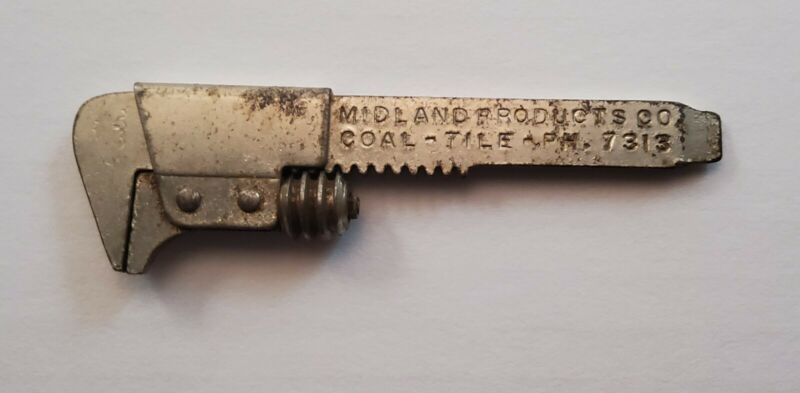 MIDLAND PRODUCTS CO
COAL - TILE - PH. 7313